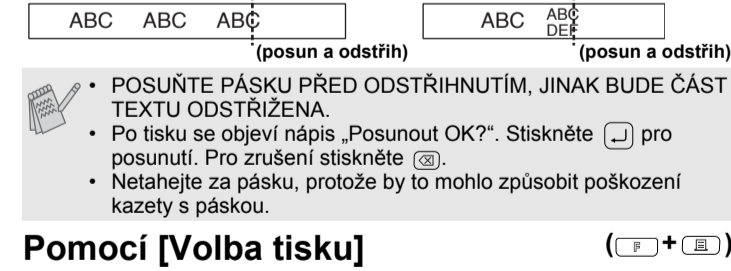 ABC ABC ABC ABC ABC
DEF
(posun a odstřih) (posun a odstřih)
• POSUŇTE PÁSKU PŘED ODSTŘIHNUTÍM, JINAK BUDE ČÁST
TEXTU ODSTŘIŽENA.
• Po tisku se objeví nápis „Posunout OK?“. Stiskněte pro
posunutí. Pro zrušení stiskněte .
• Netahejte za pásku, protože by to mohlo způsobit poškození
kazety s páskou.
Pomocí [Volba tisku] (F+)